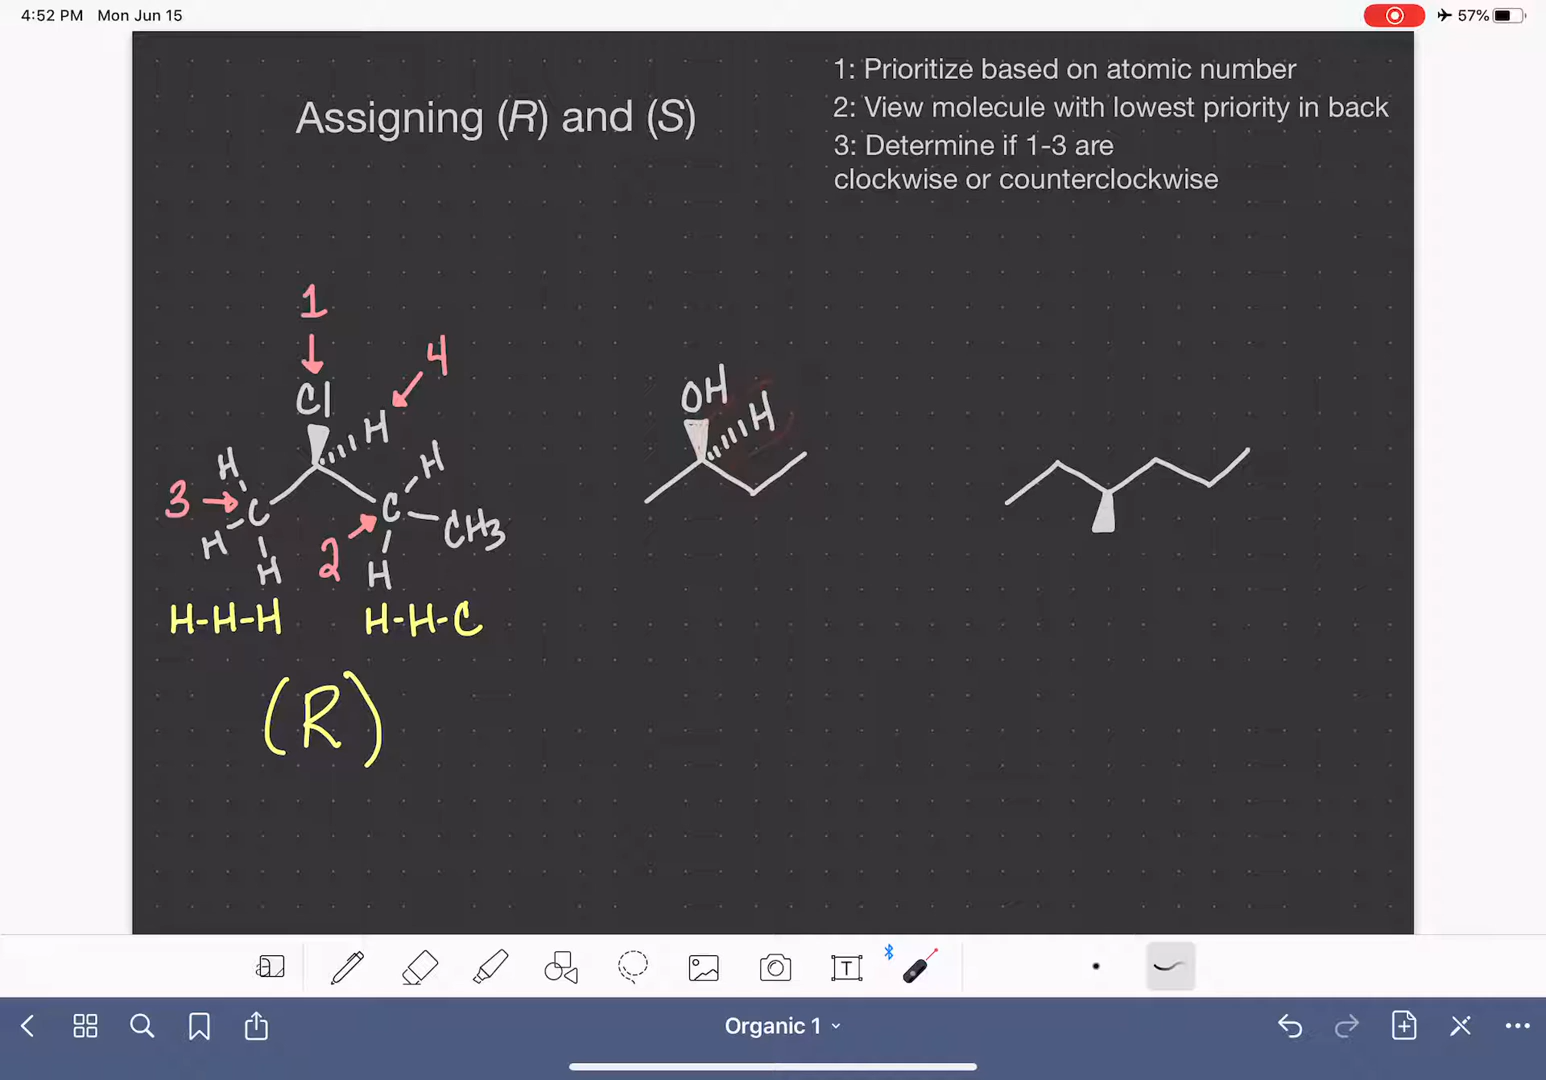 4:52 PM Mon Jun 15
57%
Assigning (R) and (S)
1: Prioritize based on atomic number
2: View molecule with lowest priority in back
3: Determine if 1-3 are
clockwise or counterclockwise
1
4
Cl
H
H
H
3
C
C
H
CH3
2
H
H
H-H-H
H-H-C
(R)
OH
H
T
Organic 1